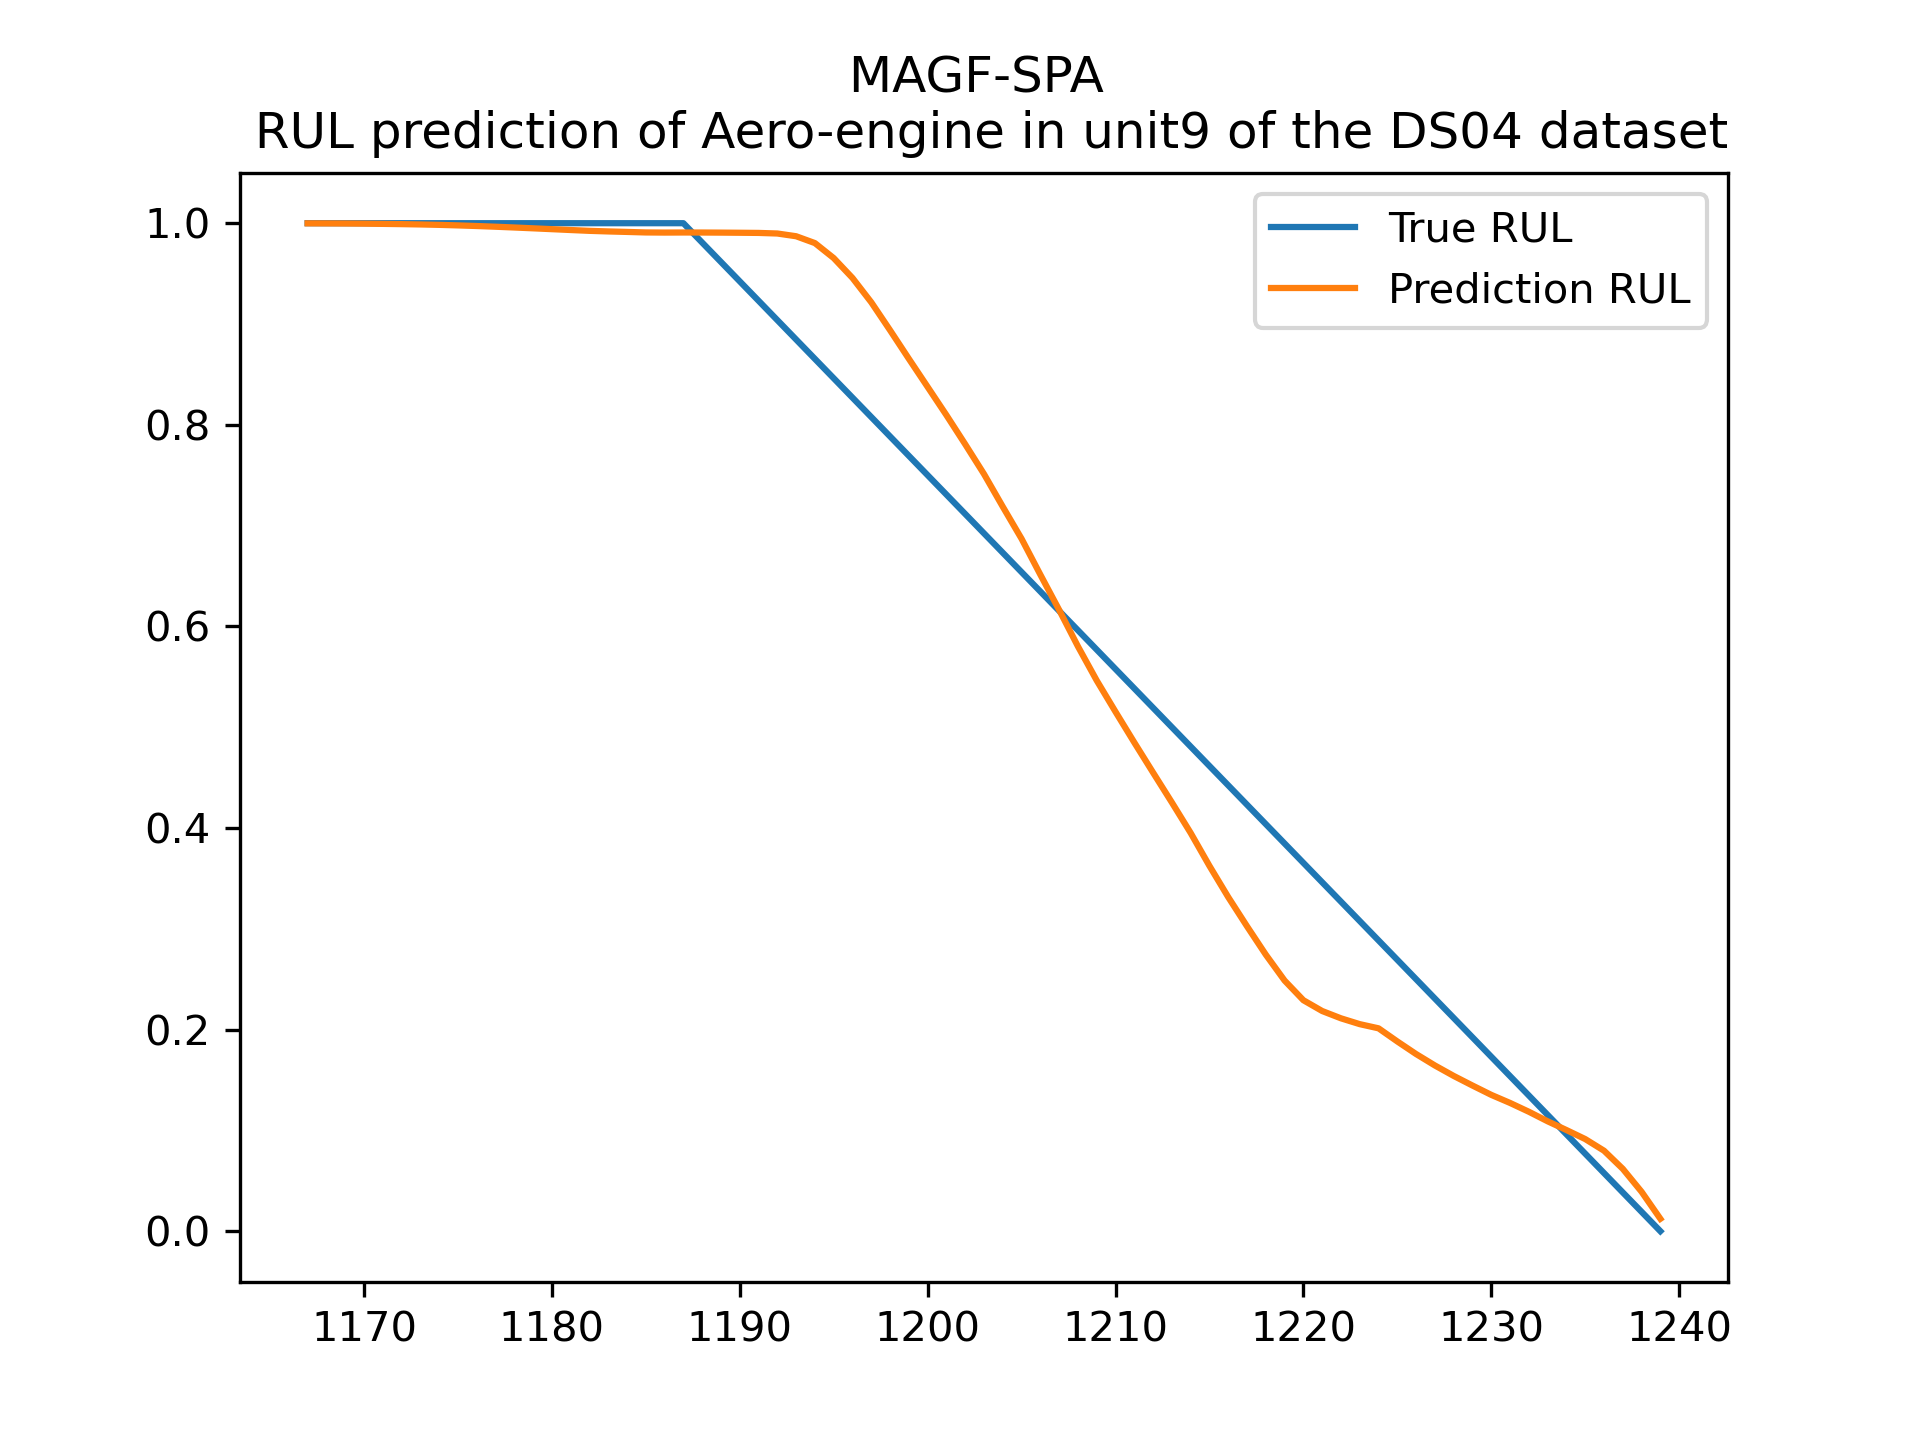 MAGF-SPA
RUL prediction of Aero-engine in unit9 of the DS04 dataset
True RUL
Prediction RUL
1.0
0.8
0.6
0.4
0.2
0.0
1170 1180 1190 1200 1210 1220 1230 1240